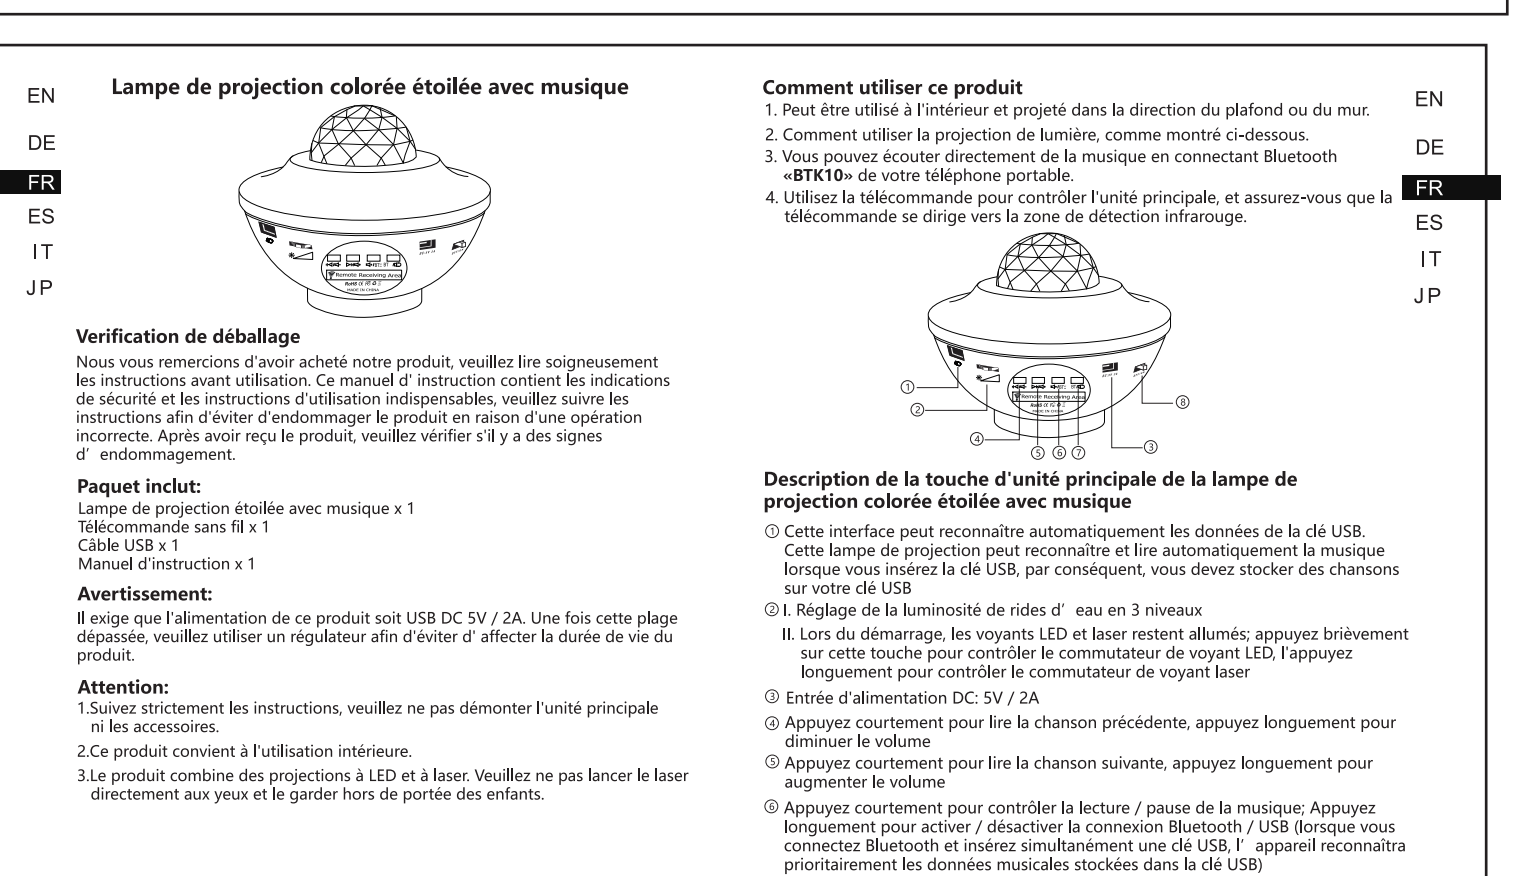 EN
DE
FR
ES
IT
JP
Lampe de projection colorée étoilée avec musique
Remote Receiving Area
RoHS
MADE IN CHINA
Verification de déballage
Nous vous remercions d'avoir acheté notre produit, veuillez lire soigneusement
les instructions avant utilisation. Ce manuel d' instruction contient les indications
de sécurité et les instructions d'utilisation indispensables, veuillez suivre les
instructions afin d'éviter d'endommager le produit en raison d'une opération
incorrecte. Après avoir reçu le produit, veuillez vérifier s'il y a des signes
d' endommagement.
Paquet inclut:
Lampe de projection étoilée avec musique x 1
Télécommande sans fil x 1
Câble USB x 1
Manuel d'instruction x 1
Avertissement:
Il exige que l'alimentation de ce produit soit USB DC 5V / 2A. Une fois cette plage
dépassée, veuillez utiliser un régulateur afin d'éviter d' affecter la durée de vie du
produit.
Attention:
1.Suivez strictement les instructions, veuillez ne pas démonter l'unité principale
ni les accessoires.
2.Ce produit convient à l'utilisation intérieure.
3.Le produit combine des projections à LED et à laser. Veuillez ne pas lancer le laser
directement aux yeux et le garder hors de portée des enfants.
Comment utiliser ce produit
1. Peut être utilisé à l'intérieur et projeté dans la direction du plafond ou du mur.
2. Comment utiliser la projection de lumière, comme montré ci-dessous.
3. Vous pouvez écouter directement de la musique en connectant Bluetooth
«BTK10» de votre téléphone portable.
4. Utilisez la télécommande pour contrôler l'unité principale, et assurez-vous que la
télécommande se dirige vers la zone de détection infrarouge.
EN
DE
FR
ES
IT
JP
Remote Receiving Area
RoHS
MADE IN CHINA
①
②
④
⑤ ⑥ ⑦
③
⑧
Description de la touche d'unité principale de la lampe de
projection colorée étoilée avec musique
① Cette interface peut reconnaître automatiquement les données de la clé USB.
Cette lampe de projection peut reconnaître et lire automatiquement la musique
lorsque vous insérez la clé USB, par conséquent, vous devez stocker des chansons
sur votre clé USB
② I. Réglage de la luminosité de rides d' eau en 3 niveaux
II. Lors du démarrage, les voyants LED et laser restent allumés; appuyez brièvement
sur cette touche pour contrôler le commutateur de voyant LED, l'appuyez
longuement pour contrôler le commutateur de voyant laser
③ Entrée d'alimentation DC: 5V / 2A
④ Appuyez courtement pour lire la chanson précédente, appuyez longuement pour
diminuer le volume
⑤ Appuyez courtement pour lire la chanson suivante, appuyez longuement pour
augmenter le volume
⑥ Appuyez courtement pour contrôler la lecture / pause de la musique; Appuyez
longuement pour activer / désactiver la connexion Bluetooth / USB (lorsque vous
connectez Bluetooth et insérez simultanément une clé USB, l' appareil reconnaîtra
prioritairement les données musicales stockées dans la clé USB)